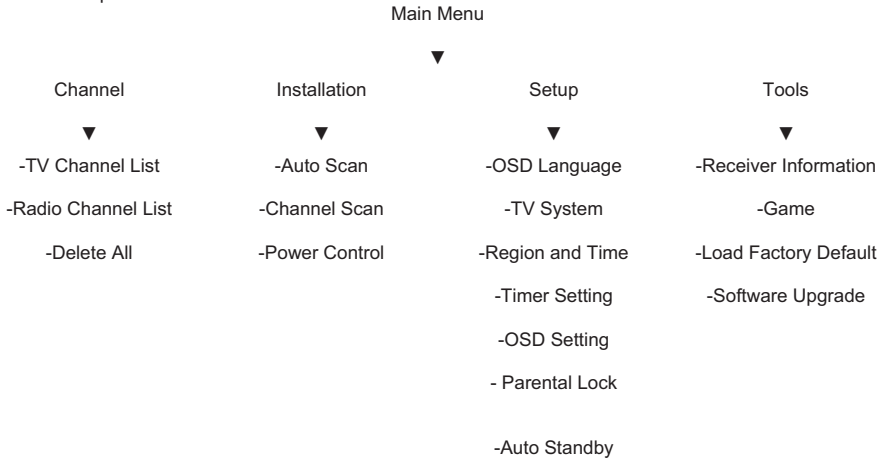 Main Menu
▼
Channel Installation Setup Tools
▼ ▼ ▼ ▼
-TV Channel List -Auto Scan -OSD Language -Receiver Information
-Radio Channel List -Channel Scan -TV System -Game
-Delete All -Power Control -Region and Time -Load Factory Default
-Timer Setting -Software Upgrade
-OSD Setting
- Parental Lock
-Auto Standby